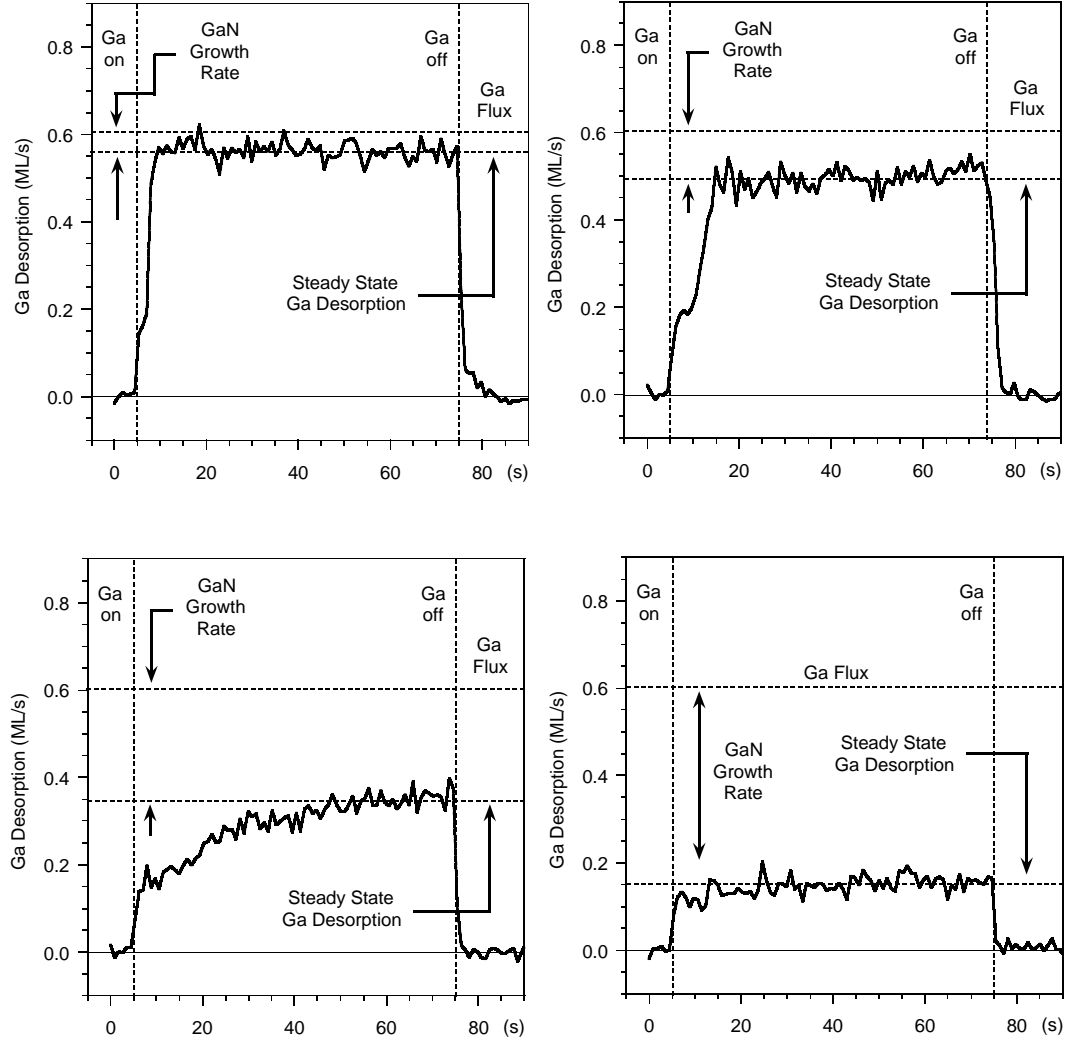 Ga
on
GaN
Growth
Rate
Ga
off
Ga
Flux
Steady State
Ga Desorption
Ga Desorption (ML/s)
0.8
0.6
0.4
0.2
0.0
0 20 40 60 80 (s)
Ga
on
GaN
Growth
Rate
Ga
off
Ga
Flux
Steady State
Ga Desorption
Ga Desorption (ML/s)
0.8
0.6
0.4
0.2
0.0
0 20 40 60 80 (s)
Ga
on
GaN
Growth
Rate
Ga
off
Ga
Flux
Steady State
Ga Desorption
Ga Desorption (ML/s)
0.8
0.6
0.4
0.2
0.0
0 20 40 60 80 (s)
Ga
on
Ga
off
Ga Flux
GaN
Growth
Rate
Steady State
Ga Desorption
Ga Desorption (ML/s)
0.8
0.6
0.4
0.2
0.0
0 20 40 60 80 (s)